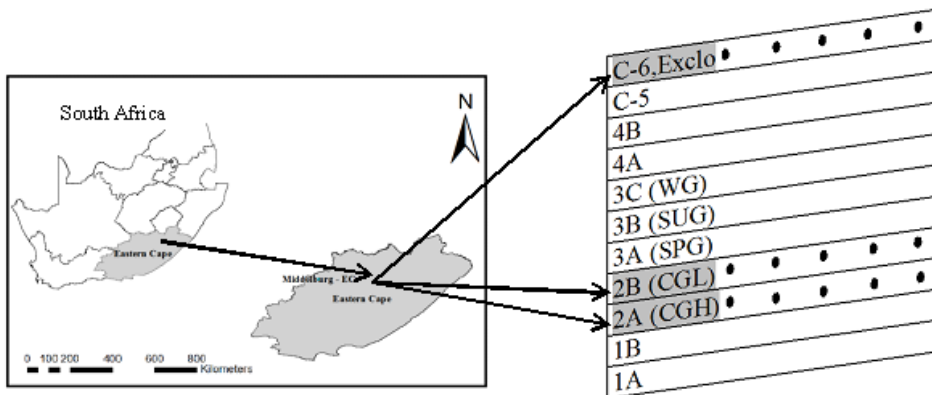 South Africa
N
Eastern Cape
Middelburg - EG
Eastern Cape
0 100 200 400 600 800
Kilometers
C-6,Exclo
C-5
4B
4A
3C (WG)
3B (SUG)
3A (SPG)
2B (CGL)
2A (CGH)
1B
1A